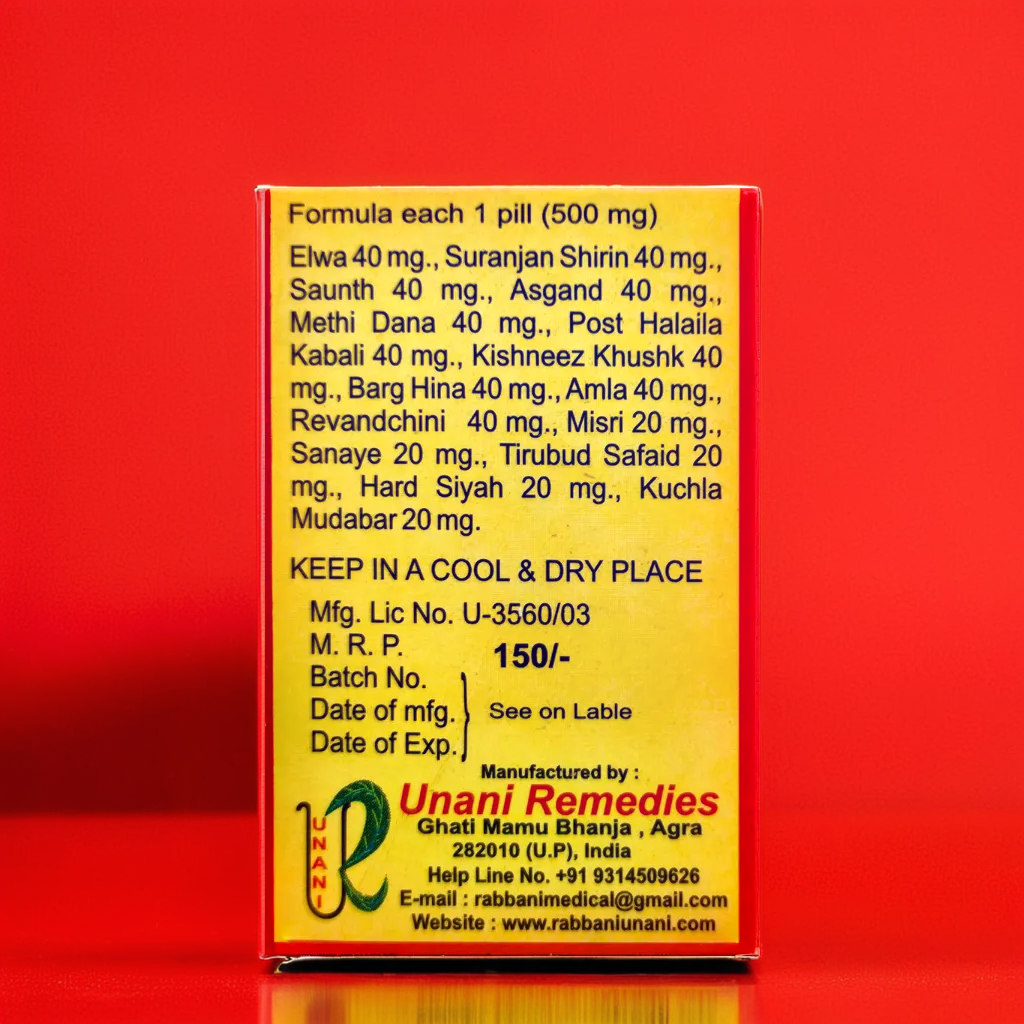 Formula each 1 pill (500 mg)
Elwa 40 mg., Suranjan Shirin 40 mg.,
Saunth 40 mg., Asgand 40 mg.,
Methi Dana 40 mg., Post Halaila
Kabali 40 mg., Kishneez Khushk 40
mg., Barg Hina 40 mg., Amla 40 mg.,
Revandchini 40 mg., Misri 20 mg.,
Sanaye 20 mg., Tirubud Safaid 20
mg., Hard Siyah 20 mg., Kuchla
Mudabar 20 mg.
KEEP IN A COOL & DRY PLACE
Mfg. Lic No. U-3560/03
M. R. P. 150/-
Batch No.
Date of mfg. See on Lable
Date of Exp.
Manufactured by :
Unani Remedies
Ghati Mamu Bhanja , Agra
282010 (U.P), India
Help Line No. +91 9314509626
E-mail : rabbanimedical@gmail.com
Website : www.rabbaniunani.com
UNANI
R